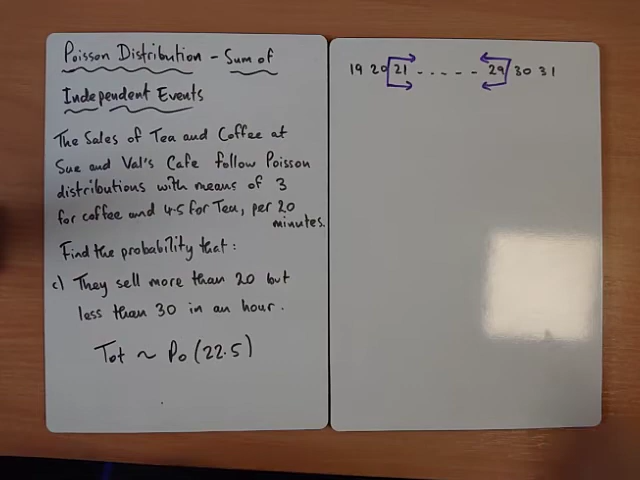 Poisson Distribution - Sum of
Independent Events
The Sales of Tea and Coffee at
Sue and Val's Cafe follow Poisson
distributions with means of 3
for coffee and 4.5 for Tea, per 20
minutes.
Find the probability that:
c) They sell more than 20 but
less than 30 in an hour.
Tot ~ Po (22.5)
19 20 21 - - - - - 29 30 31